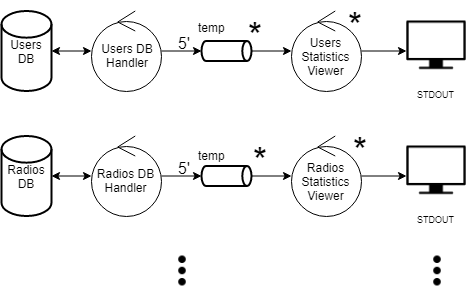 temp
*
*
Users
DB
Users DB
Handler
5'
Users
Statistics
Viewer
STDOUT
temp
*
*
Radios
DB
Radios DB
Handler
5'
Radios
Statistics
Viewer
STDOUT